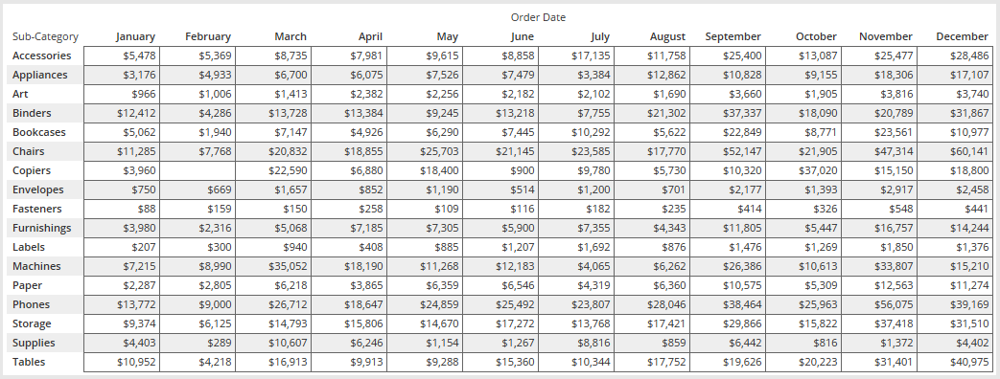 Order Date
Sub-Category January February March April May June July August September October November December
Accessories $5,478 $5,369 $8,735 $7,981 $9,615 $8,858 $17,135 $11,758 $25,400 $13,087 $25,477 $28,486
Appliances $3,176 $4,933 $6,700 $6,075 $7,526 $7,479 $3,384 $12,862 $10,828 $9,155 $18,306 $17,107
Art $966 $1,006 $1,413 $2,382 $2,256 $2,182 $2,102 $1,690 $3,660 $1,905 $3,816 $3,740
Binders $12,412 $4,286 $13,728 $13,384 $9,245 $13,218 $7,755 $21,302 $37,337 $18,090 $20,789 $31,867
Bookcases $5,062 $1,940 $7,147 $4,926 $6,290 $7,445 $10,292 $5,622 $22,849 $8,771 $23,561 $10,977
Chairs $11,285 $7,768 $20,832 $18,855 $25,703 $21,145 $23,585 $17,770 $52,147 $21,905 $47,314 $60,141
Copiers $3,960 $22,590 $6,880 $18,400 $900 $9,780 $5,730 $10,320 $37,020 $15,150 $18,800
Envelopes $750 $669 $1,657 $852 $1,190 $514 $1,200 $701 $2,177 $1,393 $2,917 $2,458
Fasteners $88 $159 $150 $258 $109 $116 $182 $235 $414 $326 $548 $441
Furnishings $3,980 $2,316 $5,068 $7,185 $7,305 $5,900 $7,355 $4,343 $11,805 $5,447 $16,757 $14,244
Labels $207 $300 $940 $408 $885 $1,207 $1,692 $876 $1,476 $1,269 $1,850 $1,376
Machines $7,215 $8,990 $35,052 $18,190 $11,268 $12,183 $4,065 $6,262 $26,386 $10,613 $33,807 $15,210
Paper $2,287 $2,805 $6,218 $3,865 $6,359 $6,546 $4,319 $6,360 $10,575 $5,309 $12,563 $11,274
Phones $13,772 $9,000 $26,712 $18,647 $24,859 $25,492 $23,807 $28,046 $38,464 $25,963 $56,075 $39,169
Storage $9,374 $6,125 $14,793 $15,806 $14,670 $17,272 $13,768 $17,421 $29,866 $15,822 $37,418 $31,510
Supplies $4,403 $289 $10,607 $6,246 $1,154 $1,267 $8,816 $859 $6,442 $816 $1,372 $4,402
Tables $10,952 $4,218 $16,913 $9,913 $9,288 $15,360 $10,344 $17,752 $19,626 $20,223 $31,401 $40,975